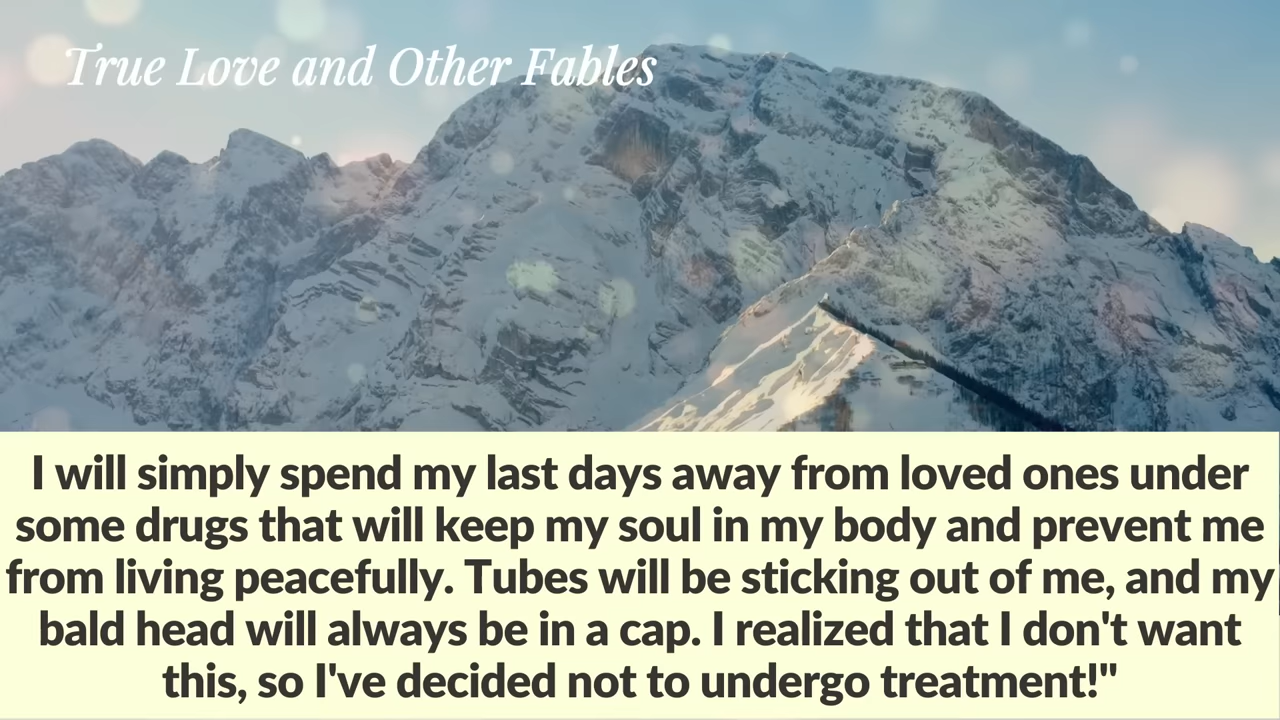 True Love and Other Fables
I will simply spend my last days away from loved ones under
some drugs that will keep my soul in my body and prevent me
from living peacefully. Tubes will be sticking out of me, and my
bald head will always be in a cap. I realized that I don't want
this, so I've decided not to undergo treatment!"